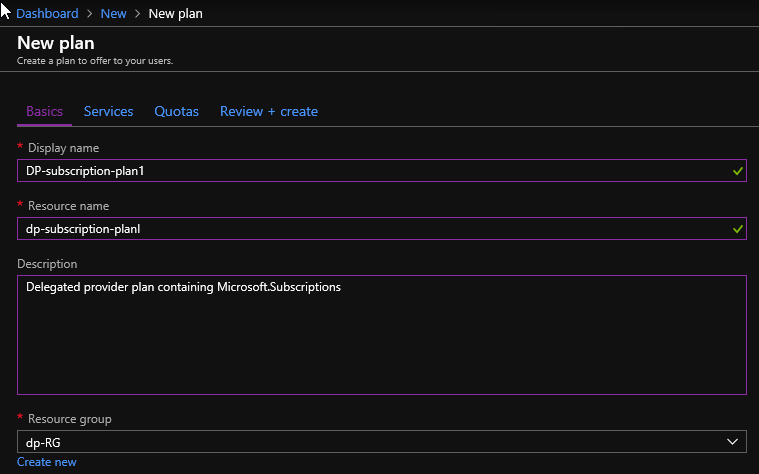 Dashboard > New > New plan
New plan
Create a plan to offer to your users.
Basics Services Quotas Review + create
* Display name
DP-subscription-plan1
* Resource name
dp-subscription-planl
Description
Delegated provider plan containing Microsoft.Subscriptions
* Resource group
dp-RG
Create new